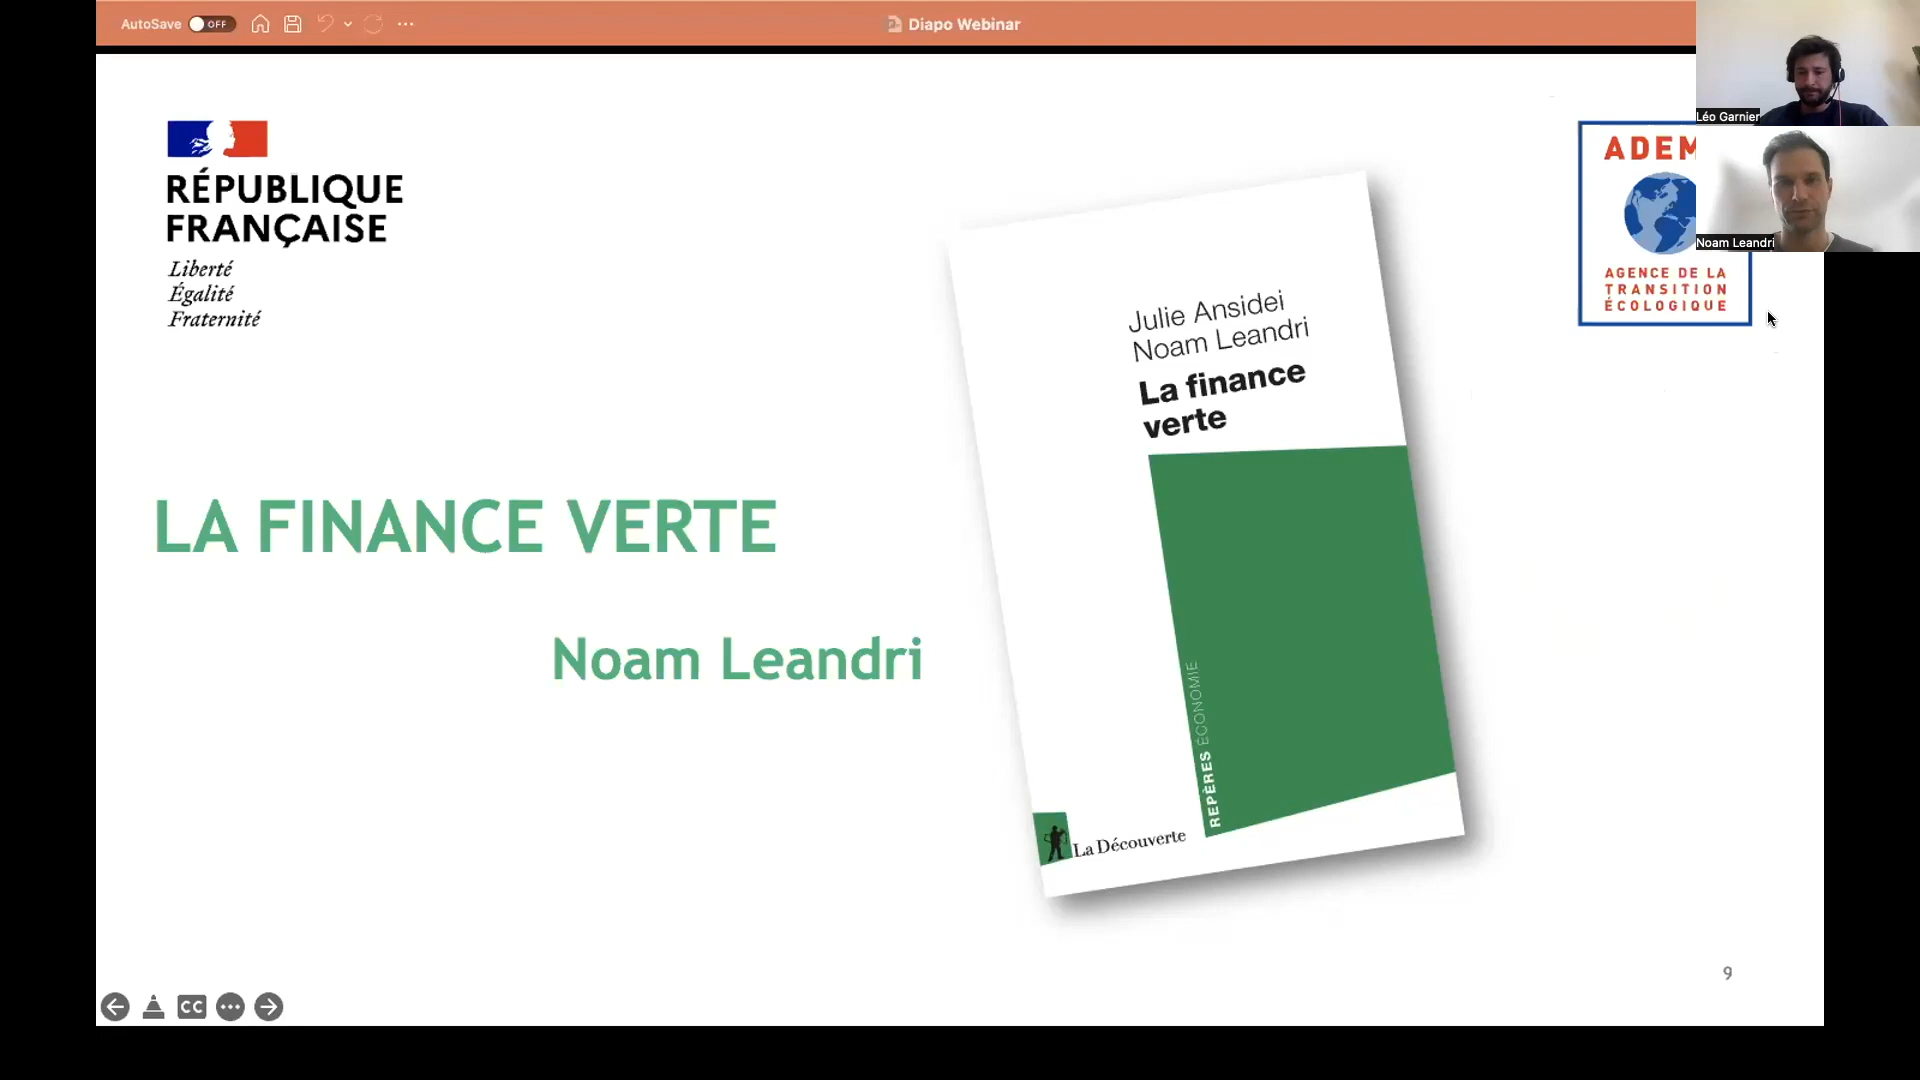 AutoSave OFF
Diapo Webinar
RÉPUBLIQUE
FRANÇAISE
Liberté
Égalité
Fraternité
LA FINANCE VERTE
Noam Leandri
Julie Ansidei
Noam Leandri
La finance
verte
REPÈRES ÉCONOMIE
La Découverte
ADEM
AGENCE DE LA
TRANSITION
ÉCOLOGIQUE
Léo Garnier
Noam Leandri
9
CC